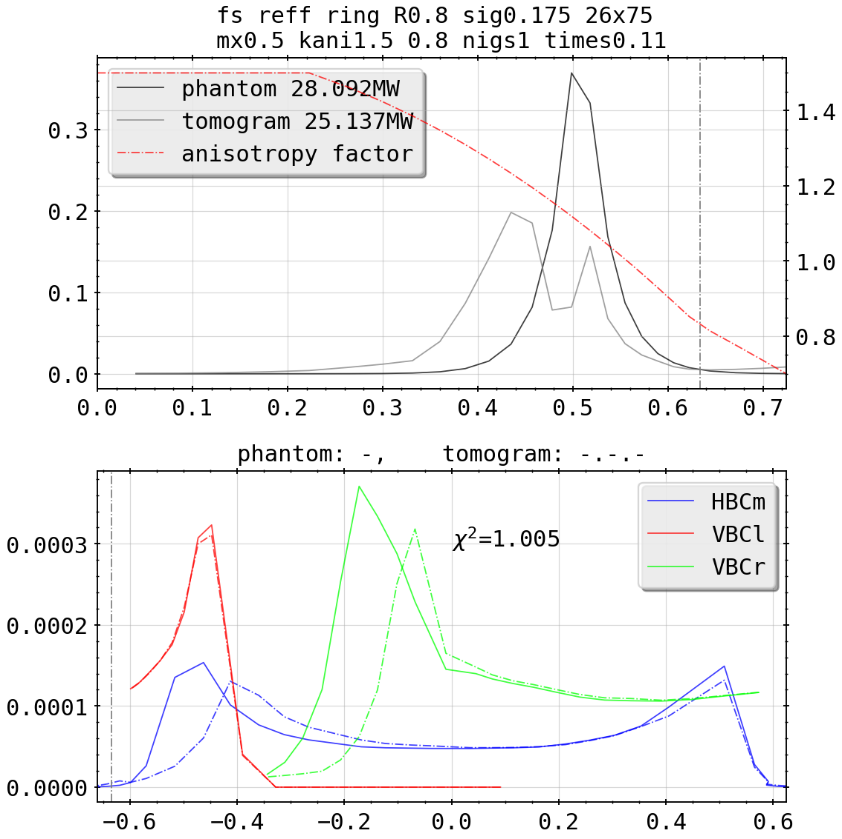 fs reff ring R0.8 sig0.175 26x75
mx0.5 kani1.5 0.8 nigs1 times0.11
phantom 28.092MW
tomogram 25.137MW
anisotropy factor
0.3
0.2
0.1
0.0
1.4
1.2
1.0
0.8
0.0 0.1 0.2 0.3 0.4 0.5 0.6 0.7
phantom: -, tomogram: -.-.-
HBCm
VBCl
VBCr
χ²=1.005
0.0003
0.0002
0.0001
0.0000
−0.6 −0.4 −0.2 0.0 0.2 0.4 0.6